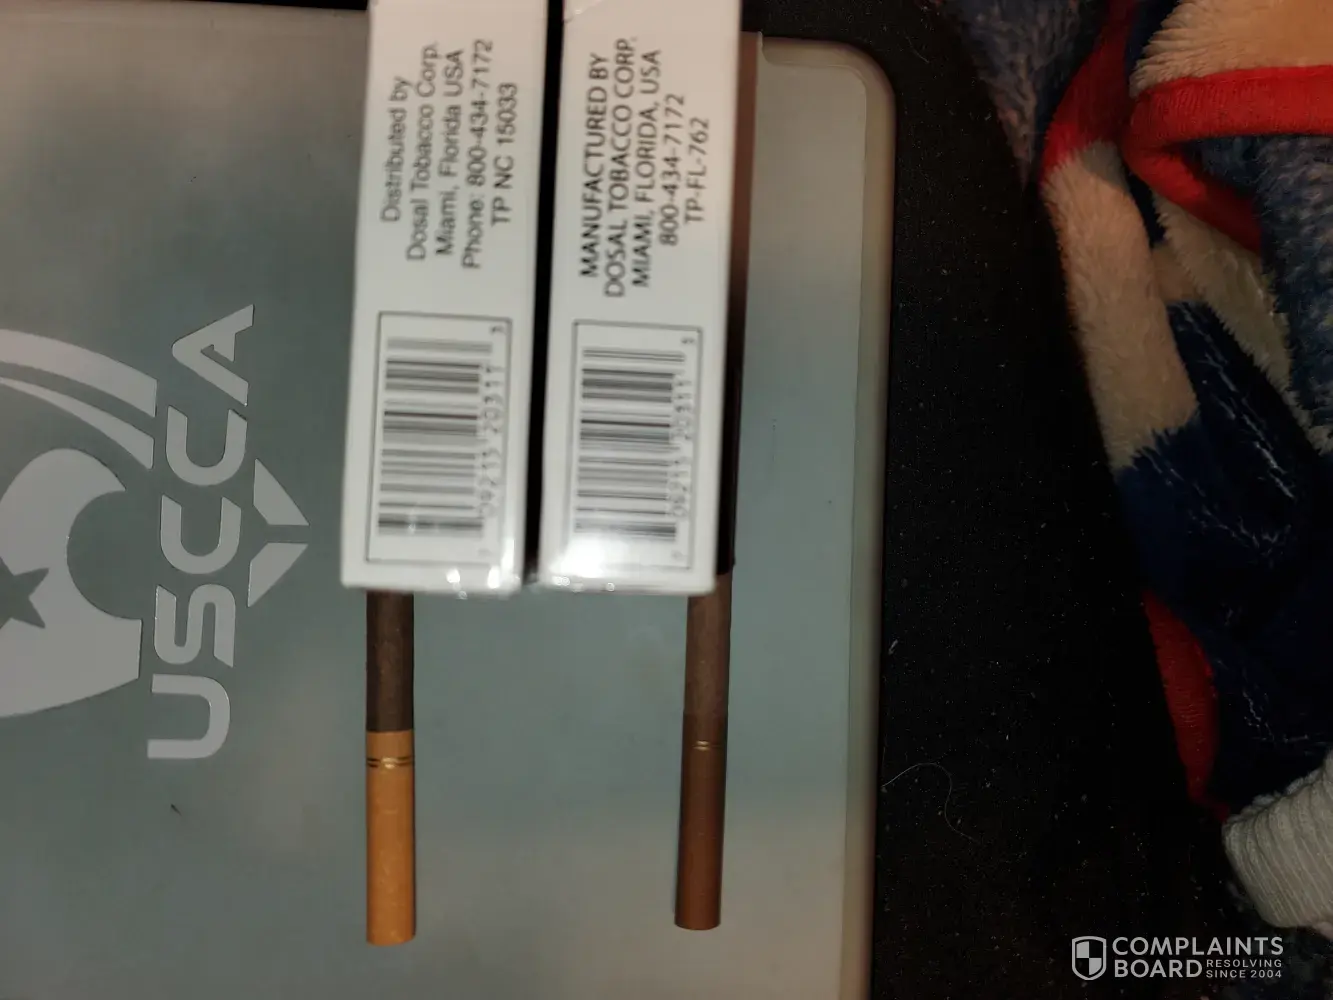 Distributed by
Dosal Tobacco Corp.
Miami, Florida USA
Phone: 800-434-7172
TP NC 15033
MANUFACTURED BY
DOSAL TOBACCO CORP.
MIAMI, FLORIDA, USA
800-434-7172
TP-FL-762
USCCA
COMPLAINTS
BOARD RESOLVING
SINCE 2004